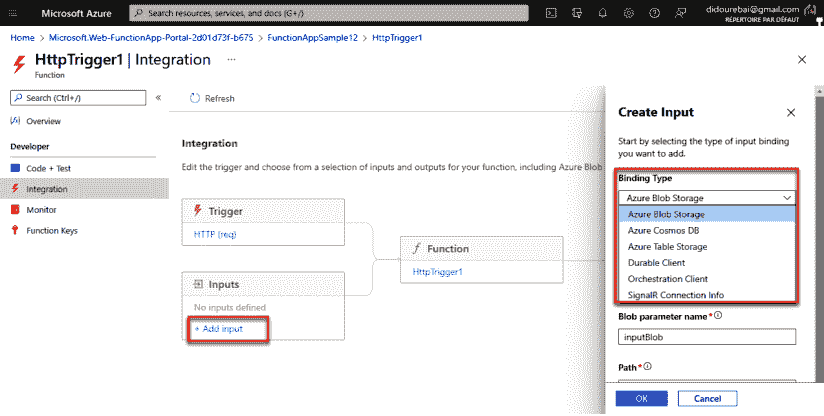 Microsoft Azure
Search resources, services, and docs (G+/)
didourebai@gmail.com
RÉPERTOIRE PAR DÉFAUT
Home > Microsoft.Web-FunctionApp-Portal-2d01d73f-b675 > FunctionAppSample12 > HttpTrigger1
HttpTrigger1 | Integration ...
Function
Search (Ctrl+/)
Overview
Developer
Code + Test
Integration
Monitor
Function Keys
Refresh
Integration
Edit the trigger and choose from a selection of inputs and outputs for your function, including Azure Blob
Trigger
HTTP (req)
Inputs
No inputs defined
+ Add input
Function
HttpTrigger1
Create Input
Start by selecting the type of input binding
you want to add.
Binding Type
Azure Blob Storage
Azure Blob Storage
Azure Cosmos DB
Azure Table Storage
Durable Client
Orchestration Client
SignalR Connection Info
Blob parameter name *
inputBlob
Path *
OK
Cancel